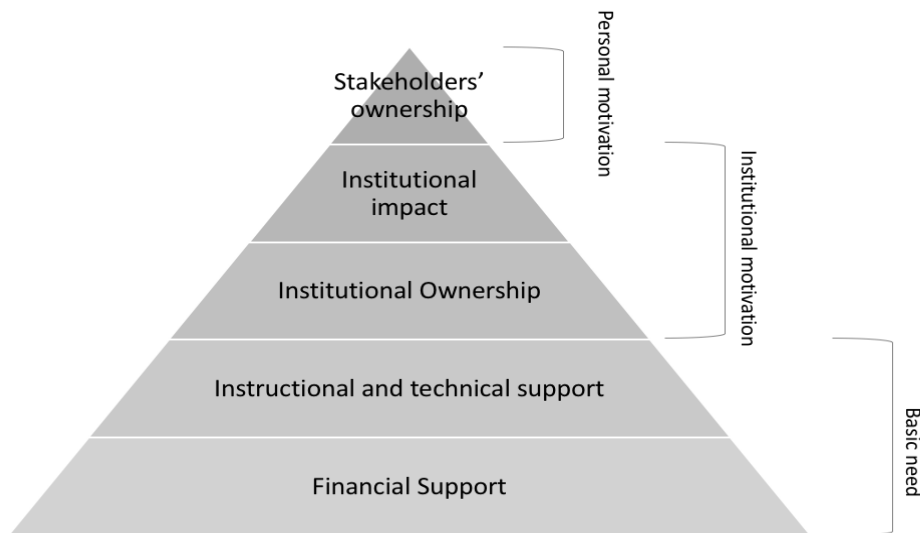 Stakeholders'
ownership
Institutional
impact
Institutional Ownership
Instructional and technical support
Financial Support
Personal motivation
Institutional motivation
Basic need